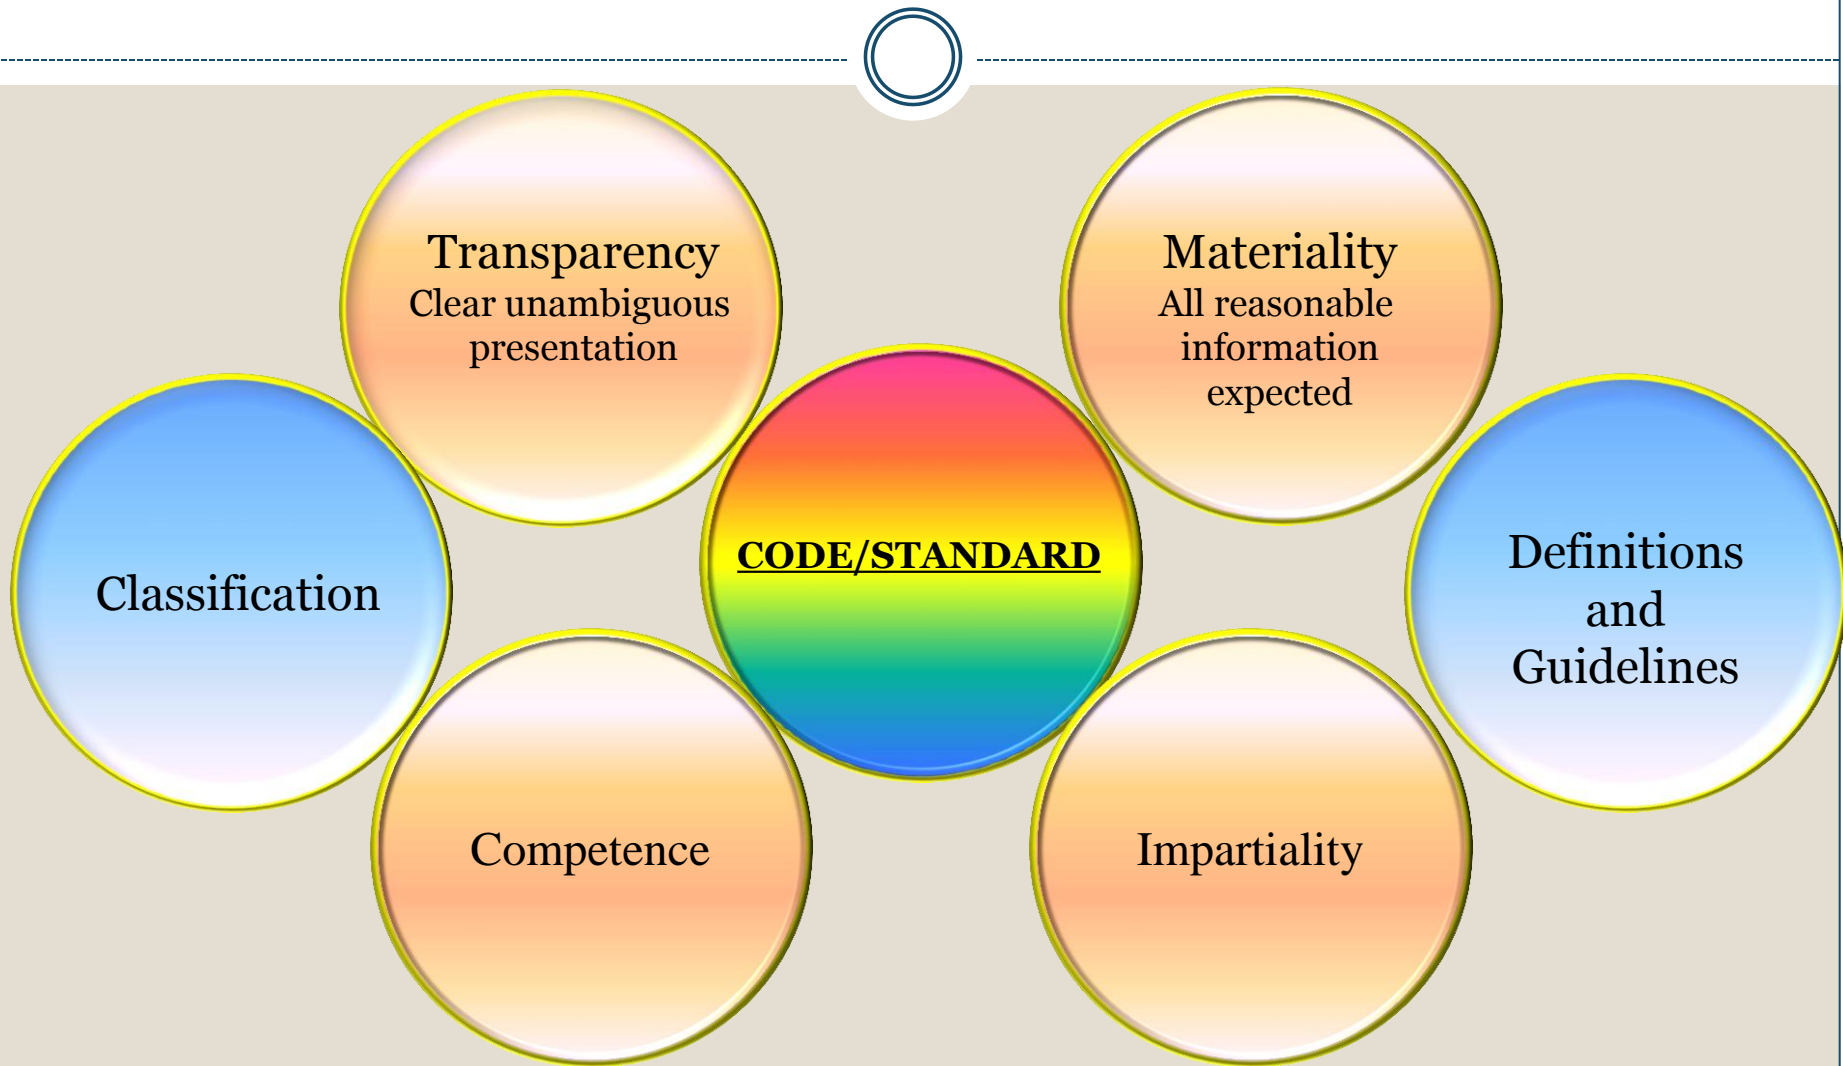 Transparency
Clear unambiguous
presentation
Materiality
All reasonable
information
expected
CODE/STANDARD
Classification
Definitions
and
Guidelines
Competence
Impartiality